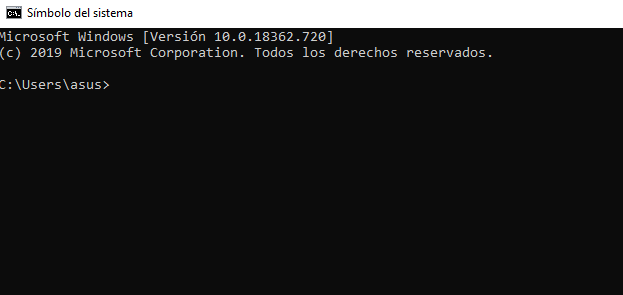 Símbolo del sistema
Microsoft Windows [Versión 10.0.18362.720]
(c) 2019 Microsoft Corporation. Todos los derechos reservados.
C:\Users\asus>